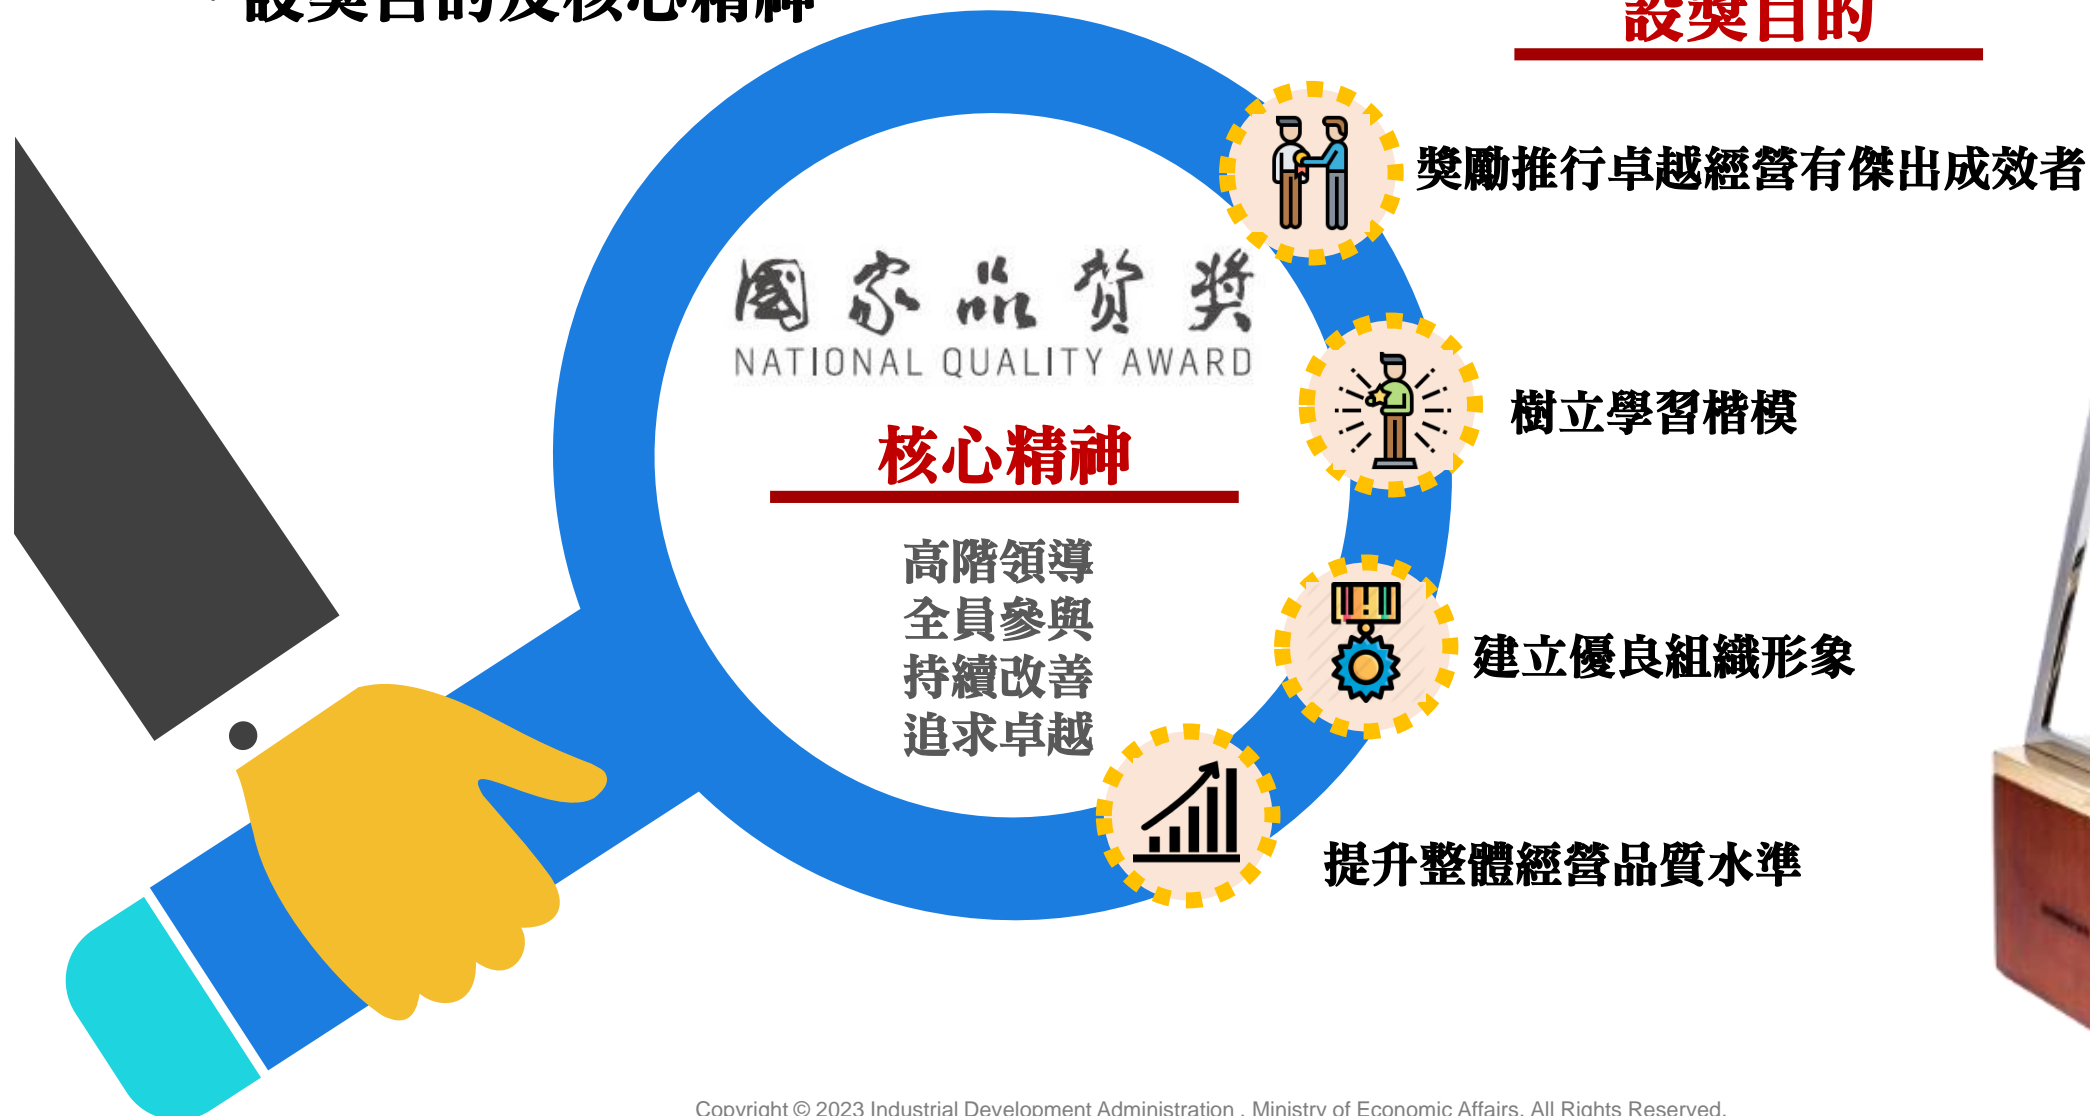 設獎目的及核心精神
設獎目的
獎勵推行卓越經營有傑出成效者
國家品質獎
NATIONAL QUALITY AWARD
樹立學習楷模
核心精神
高階領導
全員參與
持續改善
追求卓越
建立優良組織形象
提升整體經營品質水準
Copyright © 2023 Industrial Development Administration , Ministry of Economic Affairs. All Rights Reserved.